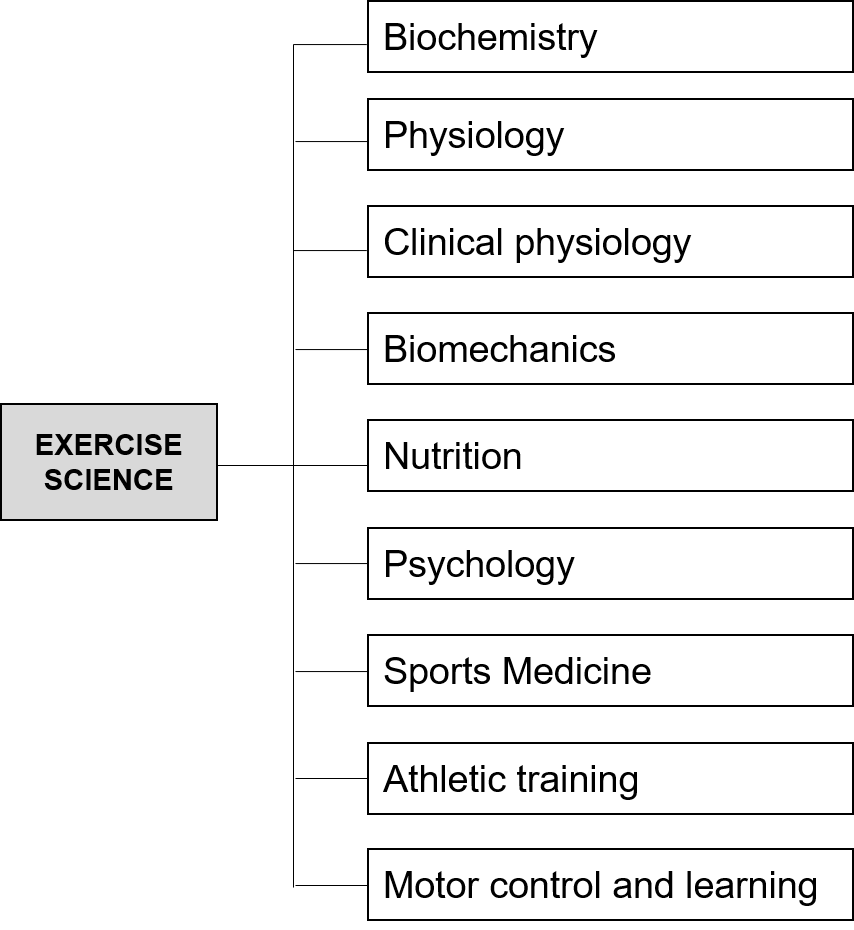 Biochemistry
Physiology
Clinical physiology
Biomechanics
EXERCISE
SCIENCE
Nutrition
Psychology
Sports Medicine
Athletic training
Motor control and learning